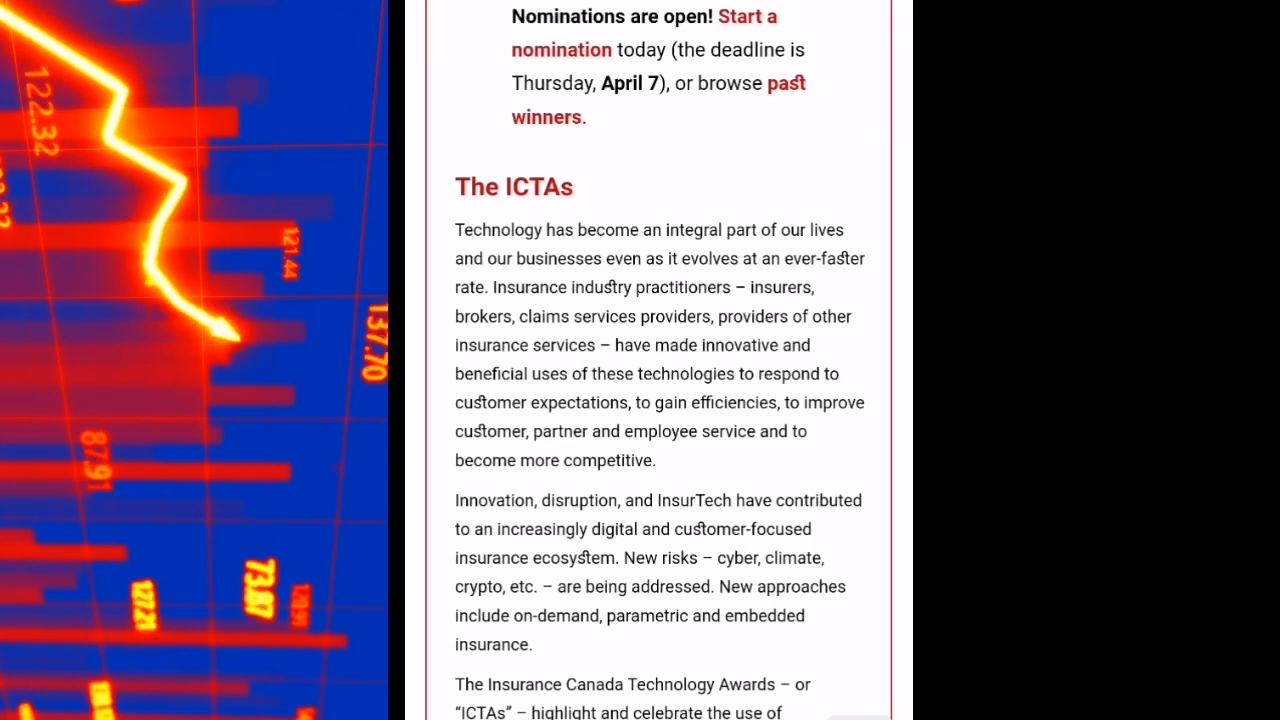 122.32
121.44
137.70
87.91
127.21
73.87
Nominations are open! Start a
nomination today (the deadline is
Thursday, April 7), or browse past
winners.
The ICTAs
Technology has become an integral part of our lives
and our businesses even as it evolves at an ever-faster
rate. Insurance industry practitioners – insurers,
brokers, claims services providers, providers of other
insurance services – have made innovative and
beneficial uses of these technologies to respond to
customer expectations, to gain efficiencies, to improve
customer, partner and employee service and to
become more competitive.
Innovation, disruption, and InsurTech have contributed
to an increasingly digital and customer-focused
insurance ecosystem. New risks – cyber, climate,
crypto, etc. – are being addressed. New approaches
include on-demand, parametric and embedded
insurance.
The Insurance Canada Technology Awards – or
“ICTAs” – highlight and celebrate the use of